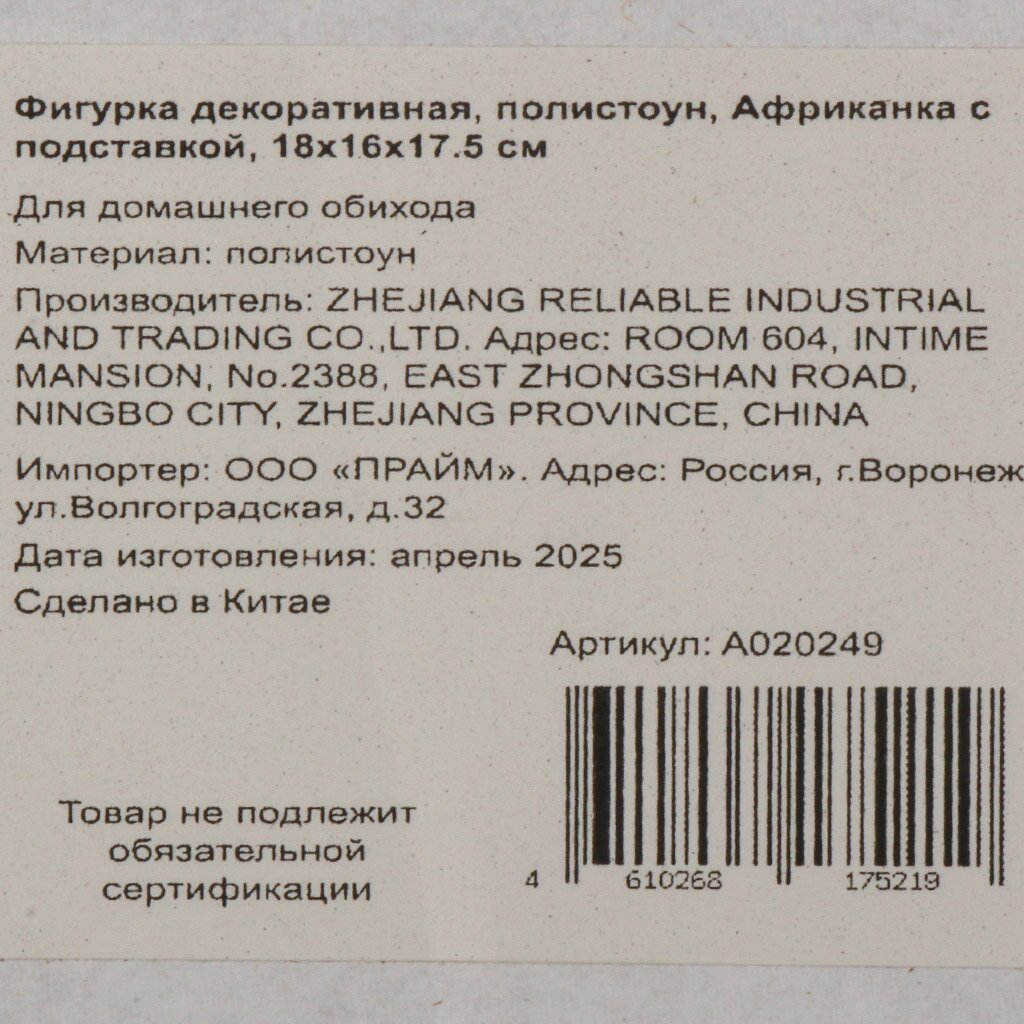 Фигурка декоративная, полистоун, Африканка с
подставкой, 18х16х17.5 см
Для домашнего обихода
Материал: полистоун
Производитель: ZHEJIANG RELIABLE INDUSTRIAL
AND TRADING CO.,LTD. Адрес: ROOM 604, INTIME
MANSION, No.2388, EAST ZHONGSHAN ROAD,
NINGBO CITY, ZHEJIANG PROVINCE, CHINA
Импортер: ООО «ПРАЙМ». Адрес: Россия, г.Воронеж
ул.Волгоградская, д.32
Дата изготовления: апрель 2025
Сделано в Китае
Артикул: A020249
Товар не подлежит
обязательной
сертификации
4 610268 175219